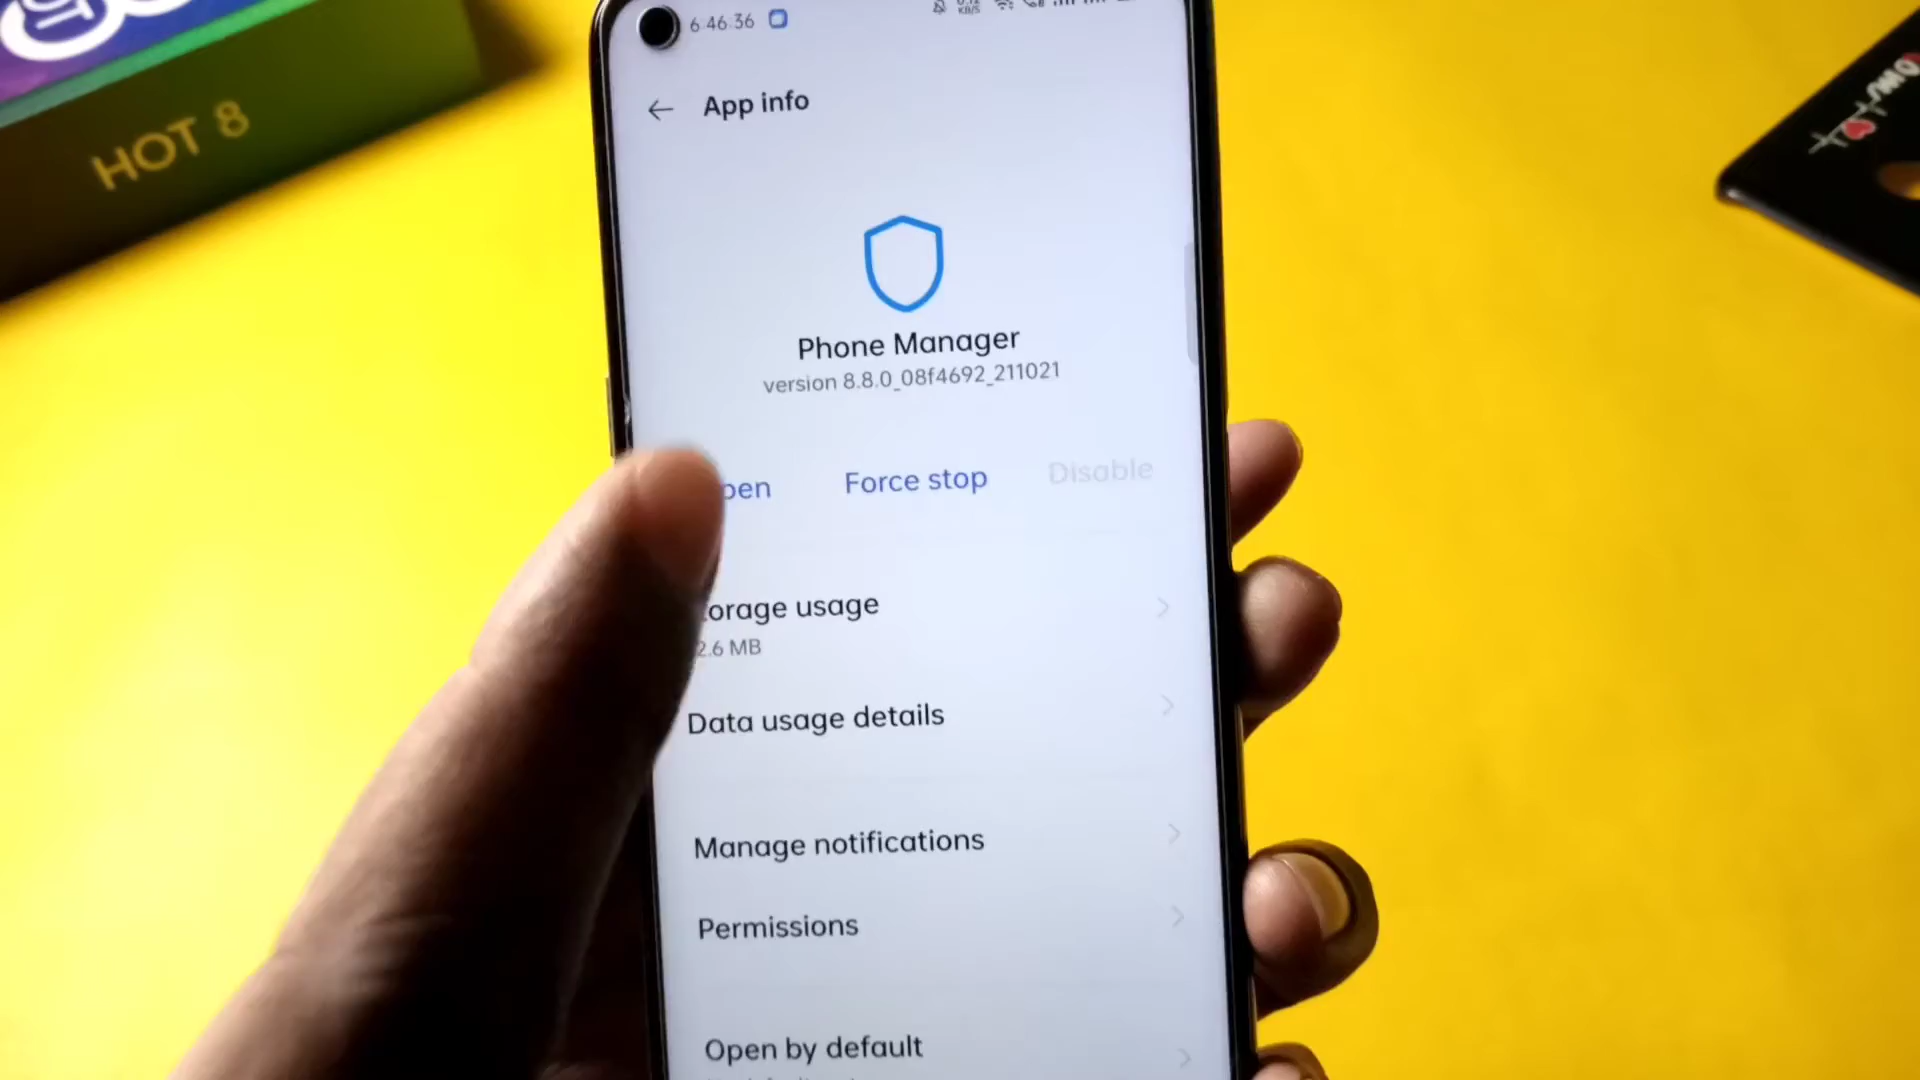 HOT 8
6:46:36
KB/S
App info
Phone Manager
version 8.8.0_08f4692_211021
pen
Force stop
Disable
orage usage
2.6 MB
Data usage details
Manage notifications
Permissions
Open by default